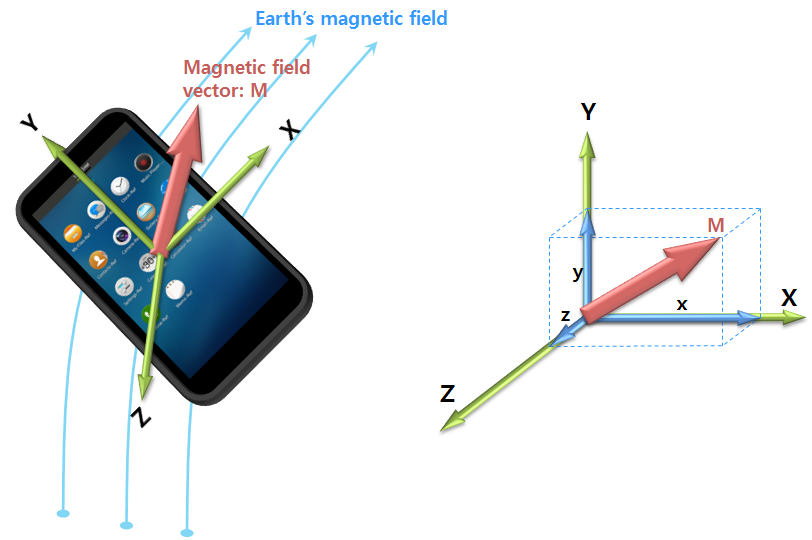 Earth's magnetic field
Magnetic field
vector: M
Y
X
Z
Y
M
y
z
x
X
Z